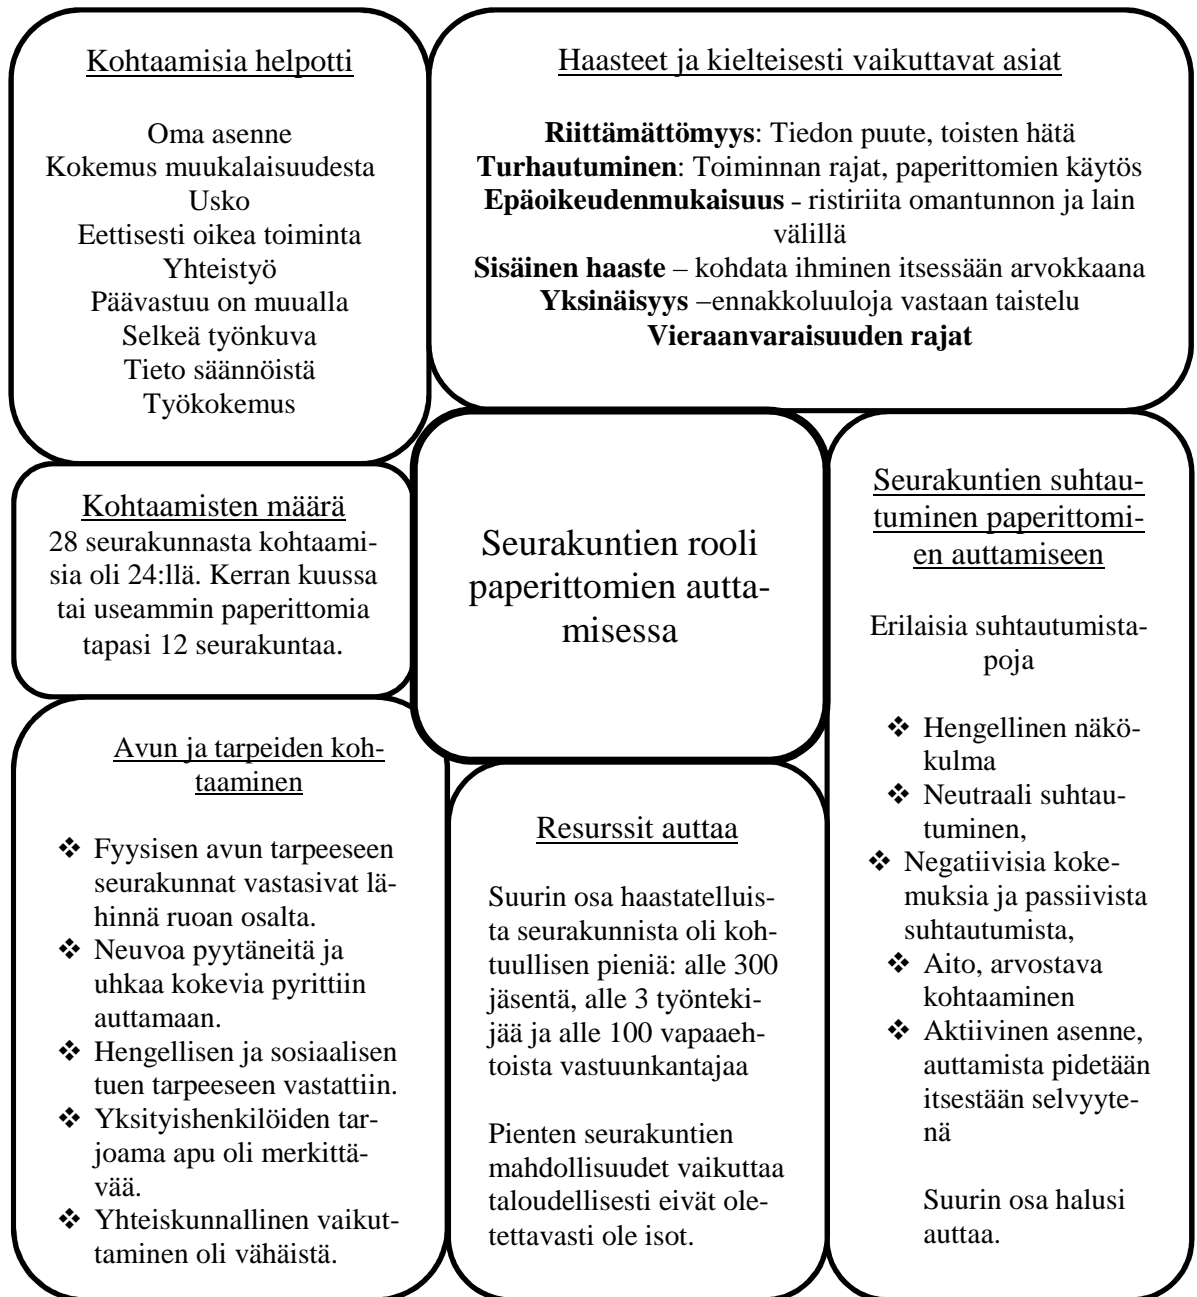 Kohtaamisia helpotti
Oma asenne
Kokemus muukalaisuudesta
Usko
Eettisesti oikea toiminta
Yhteistyö
Päävastuu on muualla
Selkeä työnkuva
Tieto säännöistä
Työkokemus
Haasteet ja kielteisesti vaikuttavat asiat
Riittämättömyys: Tiedon puute, toisten hätä
Turhautuminen: Toiminnan rajat, paperittomien käytös
Epäoikeudenmukaisuus - ristiriita omantunnon ja lain
välillä
Sisäinen haaste – kohdata ihminen itsessään arvokkaana
Yksinäisyys –ennakkoluuloja vastaan taistelu
Vieraanvaraisuuden rajat
Kohtaamisten määrä
28 seurakunnasta kohtaami-
sia oli 24:llä. Kerran kuussa
tai useammin paperittomia
tapasi 12 seurakuntaa.
Seurakuntien rooli
paperittomien autta-
misessa
Seurakuntien suhtau-
tuminen paperittomi-
en auttamiseen
Erilaisia suhtautumista-
poja
❖ Hengellinen näkö-
kulma
❖ Neutraali suhtau-
tuminen,
❖ Negatiivisia koke-
muksia ja passiivista
suhtautumista,
❖ Aito, arvostava
kohtaaminen
❖ Aktiivinen asenne,
auttamista pidetään
itsestään selvyyte-
nä
Suurin osa halusi
auttaa.
Avun ja tarpeiden koh-
taaminen
❖ Fyysisen avun tarpeeseen
seurakunnat vastasivat lä-
hinnä ruoan osalta.
❖ Neuvoa pyytäneitä ja
uhkaa kokevia pyrittiin
auttamaan.
❖ Hengellisen ja sosiaalisen
tuen tarpeeseen vastattiin.
❖ Yksityishenkilöiden tar-
joama apu oli merkittä-
vää.
❖ Yhteiskunnallinen vaikut-
taminen oli vähäistä.
Resurssit auttaa
Suurin osa haastatelluis-
ta seurakunnista oli koh-
tuullisen pieniä: alle 300
jäsentä, alle 3 työnteki-
jää ja alle 100 vapaaeh-
toista vastuunkantajaa
Pienten seurakuntien
mahdollisuudet vaikuttaa
taloudellisesti eivät ole-
tettavasti ole isot.